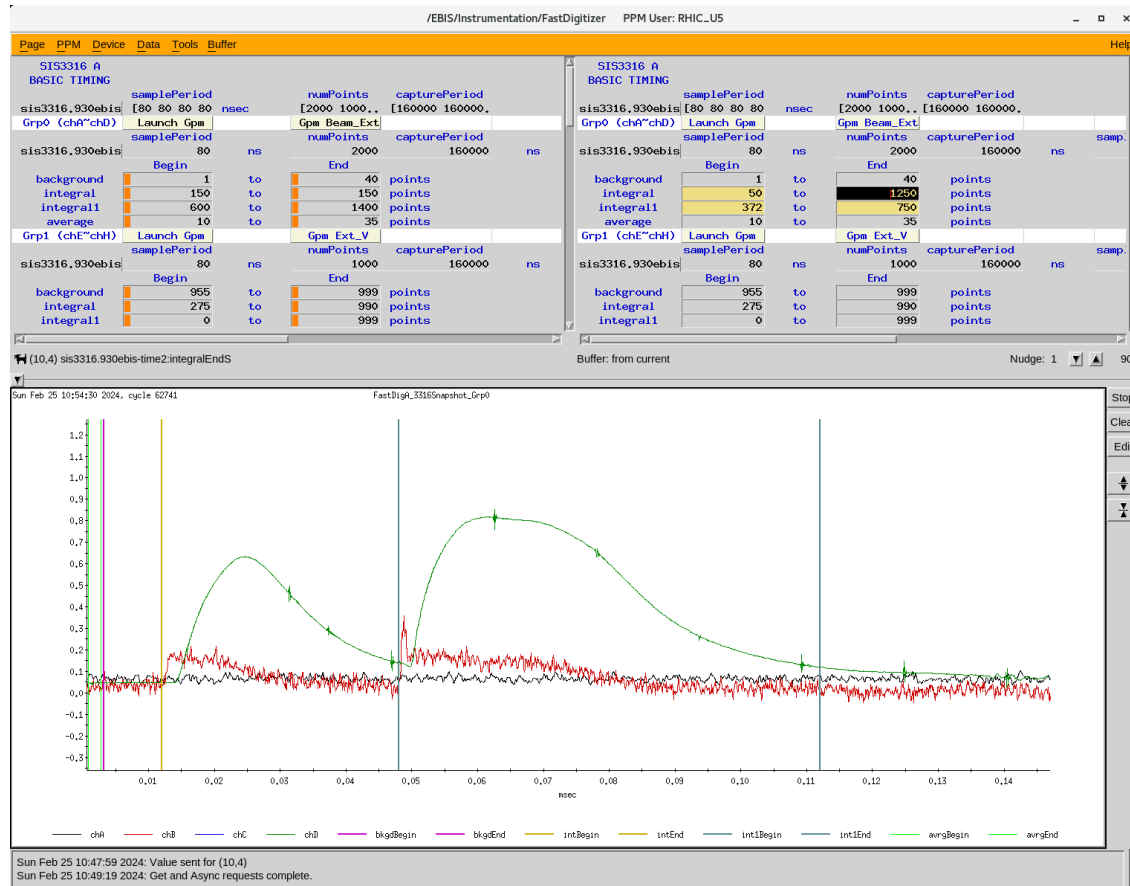 /EBIS/Instrumentation/FastDigitizer PPM User: RHIC_U5
Page PPM Device Data Tools Buffer Help
SIS3316 A
BASIC TIMING
samplePeriod numPoints capturePeriod
sis3316.930ebis [80 80 80 80 nsec [2000 1000.. [160000 160000.
Grp0 (chA~chD) Launch Gpm Gpm Beam_Ext
samplePeriod numPoints capturePeriod
sis3316.930ebis 80 ns 2000 160000 ns
Begin End
background 1 to 40 points
integral 150 to 150 points
integral1 600 to 1400 points
average 10 to 35 points
Grp1 (chE~chH) Launch Gpm Gpm Ext_V
samplePeriod numPoints capturePeriod
sis3316.930ebis 80 ns 1000 160000 ns
Begin End
background 955 to 999 points
integral 275 to 990 points
integral1 0 to 999 points
SIS3316 A
BASIC TIMING
samplePeriod numPoints capturePeriod
sis3316.930ebis [80 80 80 80 nsec [2000 1000.. [160000 160000.
Grp0 (chA~chD) Launch Gpm Gpm Beam_Ext
samplePeriod numPoints capturePeriod samp
sis3316.930ebis 80 ns 2000 160000 ns
Begin End
background 1 to 40 points
integral 50 to 1250 points
integral1 372 to 750 points
average 10 to 35 points
Grp1 (chE~chH) Launch Gpm Gpm Ext_V
samplePeriod numPoints capturePeriod samp
sis3316.930ebis 80 ns 1000 160000 ns
Begin End
background 955 to 999 points
integral 275 to 990 points
integral1 0 to 999 points
(10,4) sis3316.930ebis-time2:integralEndS Buffer: from current Nudge: 1 90
Sun Feb 25 10:54:30 2024, cycle 62741 FastDigA_3316Snapshot_Grp0
Stop
Clea
Edi
1.2
1.1
1.0
0.9
0.8
0.7
0.6
0.5
0.4
0.3
0.2
0.1
0.0
-0.1
-0.2
-0.3
0.01 0.02 0.03 0.04 0.05 0.06 0.07 0.08 0.09 0.10 0.11 0.12 0.13 0.14
msec
chA chB chC chD bkgdBegin bkgdEnd intBegin intEnd int1Begin int1End avrgBegin avrgEnd
Sun Feb 25 10:47:59 2024: Value sent for (10,4)
Sun Feb 25 10:49:19 2024: Get and Async requests complete.